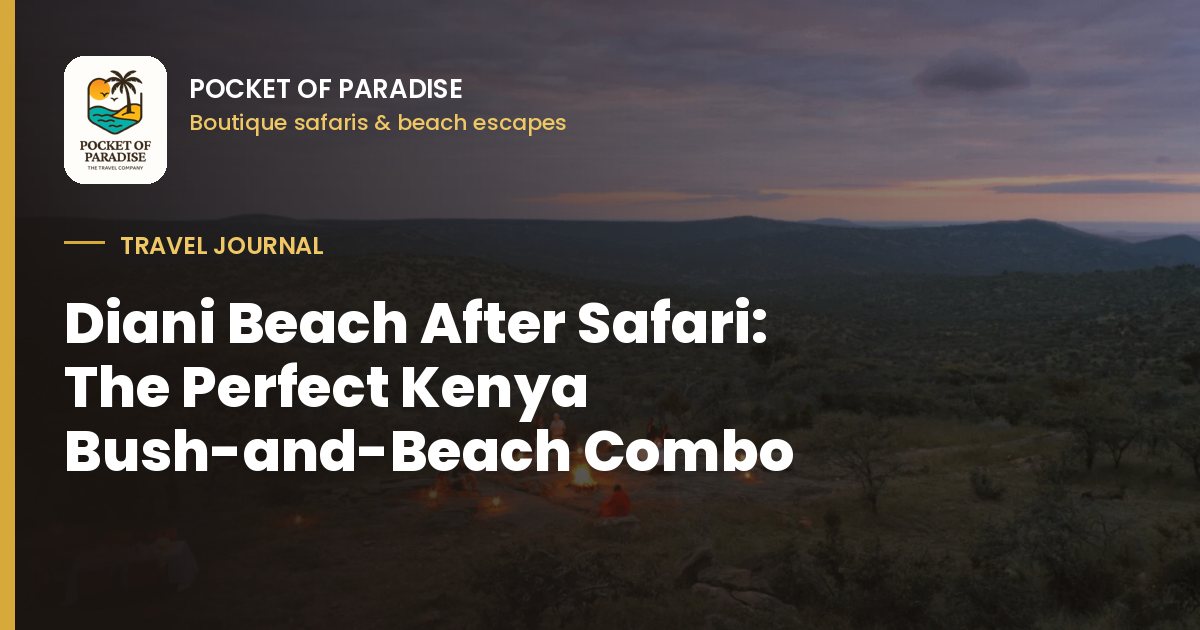 POCKET OF PARADISE
Boutique safaris & beach escapes
POCKET OF
PARADISE
THE TRAVEL COMPANY
TRAVEL JOURNAL
Diani Beach After Safari:
The Perfect Kenya
Bush-and-Beach Combo